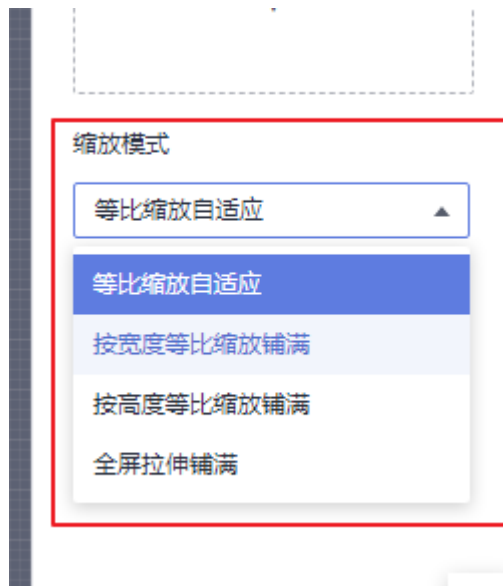 缩放模式
等比缩放自适应
等比缩放自适应
按宽度等比缩放铺满
按高度等比缩放铺满
全屏拉伸铺满